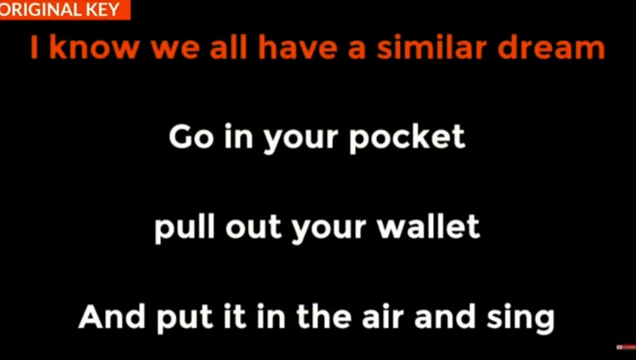 ORIGINAL KEY
I know we all have a similar dream
Go in your pocket
pull out your wallet
And put it in the air and sing